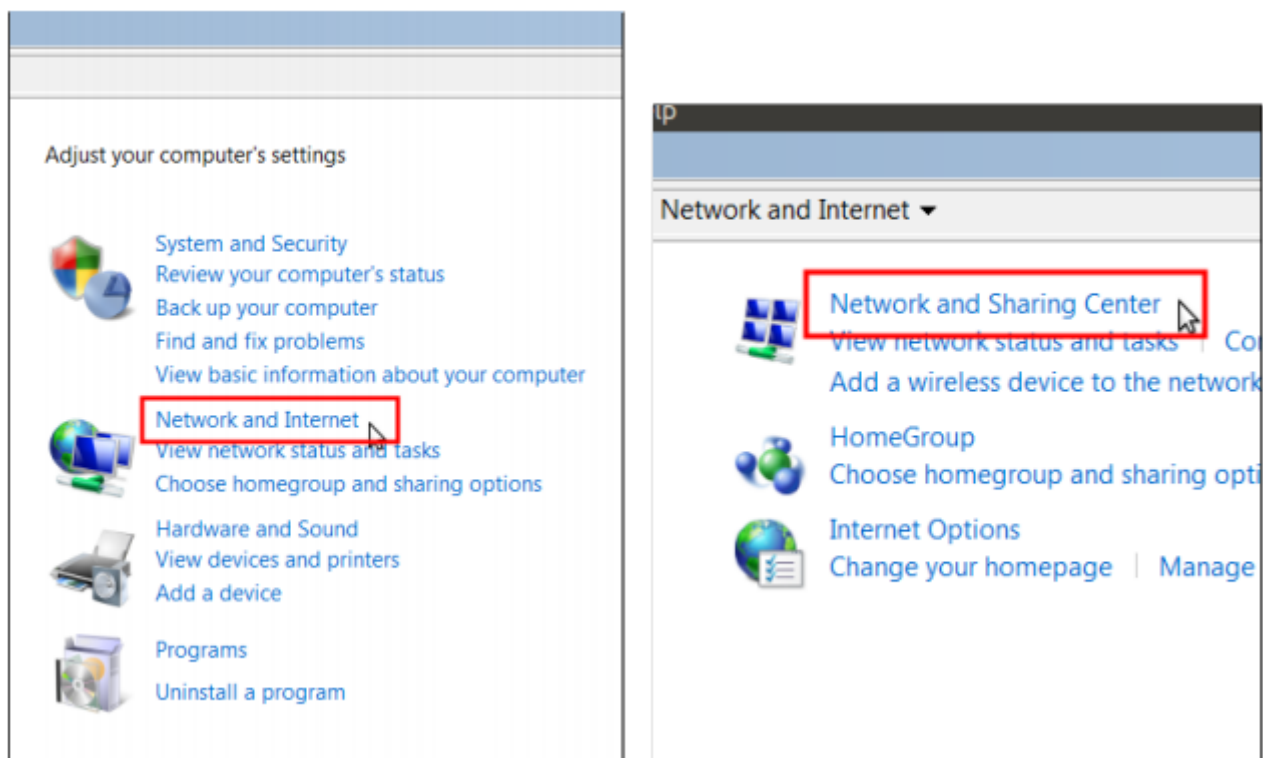 Adjust your computer's settings
System and Security
Review your computer's status
Back up your computer
Find and fix problems
View basic information about your computer
Network and Internet
View network status and tasks
Choose homegroup and sharing options
Hardware and Sound
View devices and printers
Add a device
Programs
Uninstall a program
lp
Network and Internet
Network and Sharing Center
View network status and tasks Co
Add a wireless device to the network
HomeGroup
Choose homegroup and sharing opti
Internet Options
Change your homepage Manage